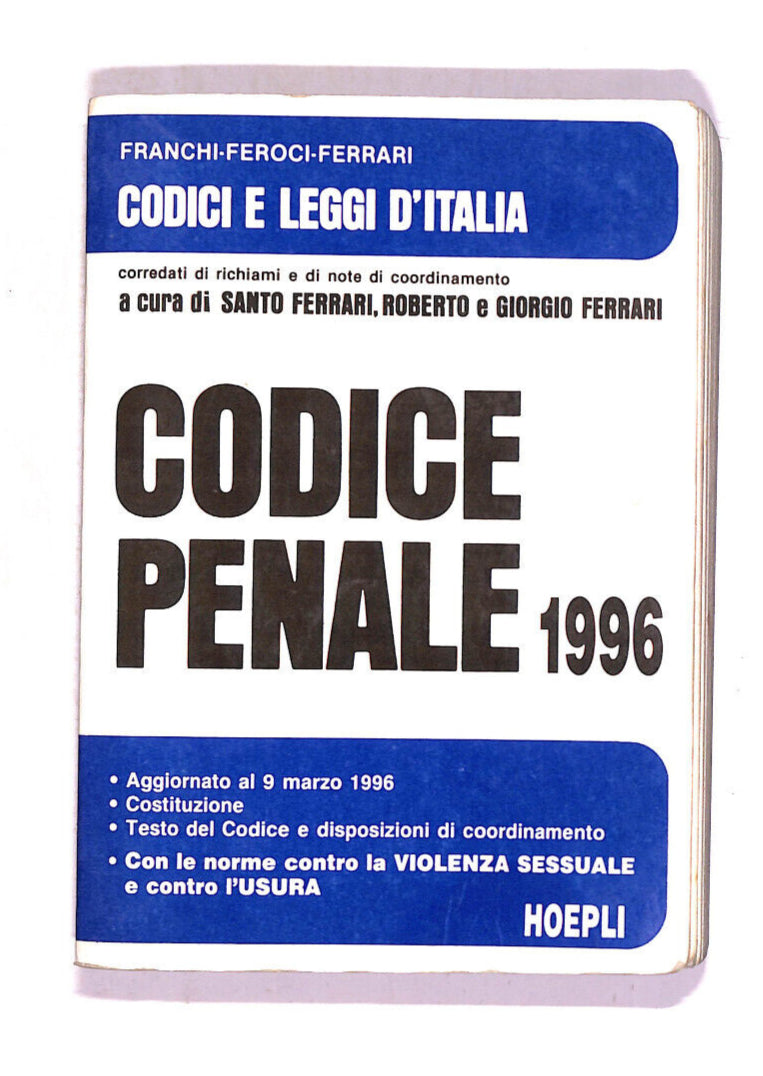 FRANCHI-FEROCI-FERRARI
CODICI E LEGGI D'ITALIA
corredati di richiami e di note di coordinamento
a cura di SANTO FERRARI, ROBERTO e GIORGIO FERRARI
CODICE
PENALE 1996
• Aggiornato al 9 marzo 1996
• Costituzione
• Testo del Codice e disposizioni di coordinamento
• Con le norme contro la VIOLENZA SESSUALE
e contro l'USURA
HOEPLI